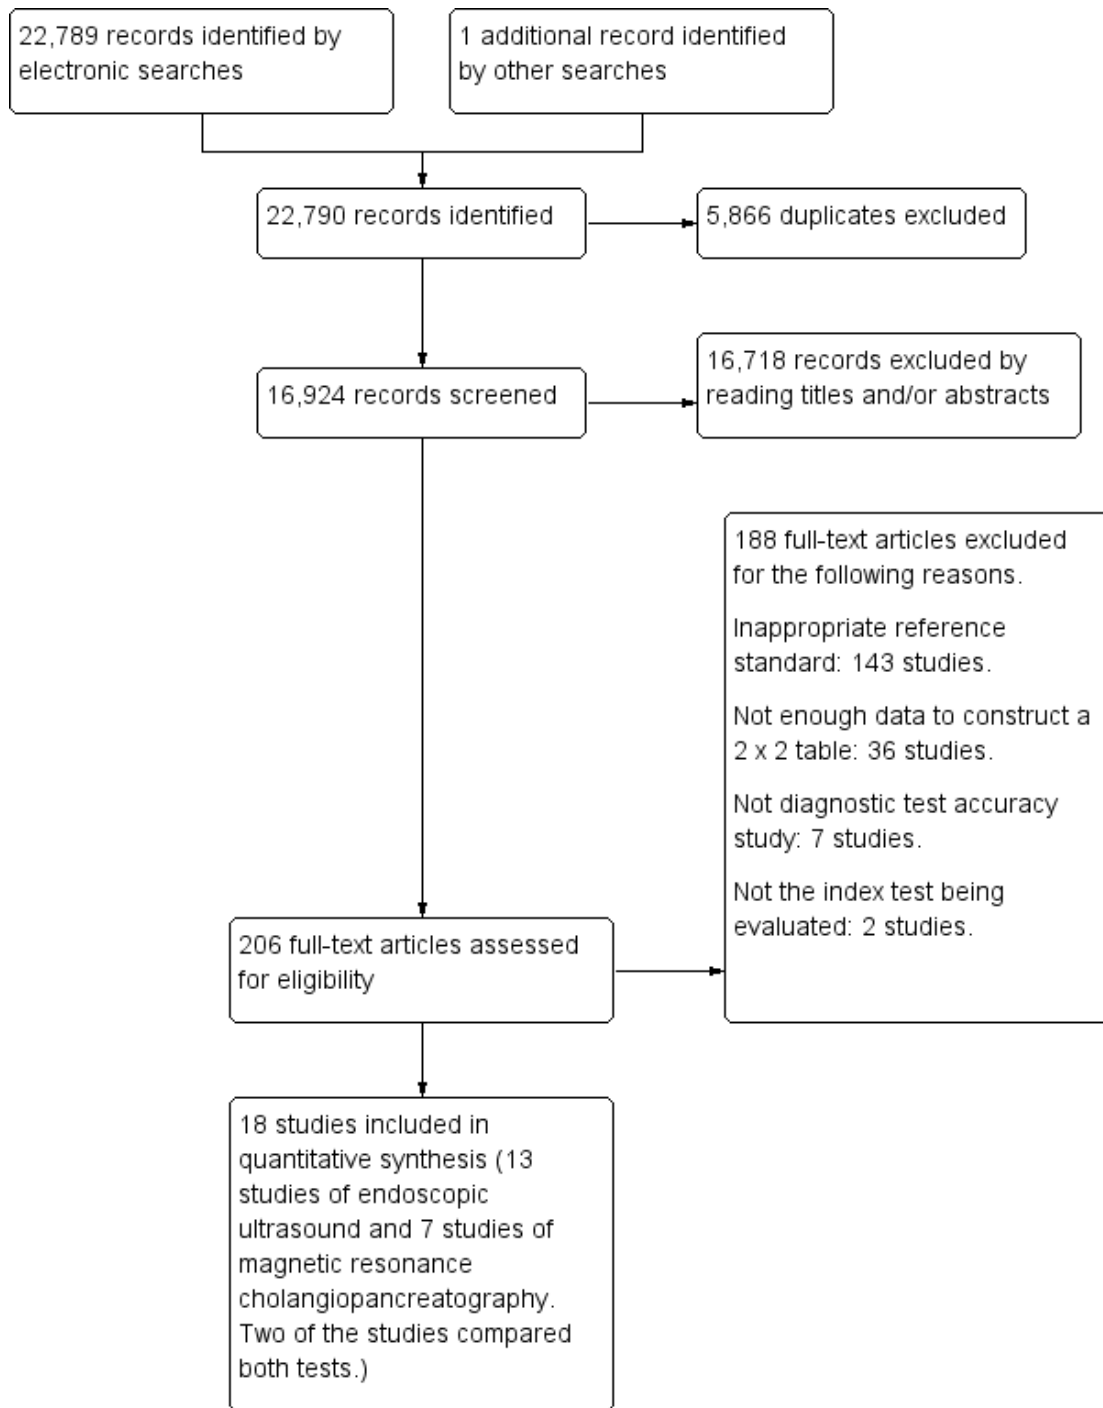 22,789 records identified by
electronic searches
1 additional record identified
by other searches
22,790 records identified
5,866 duplicates excluded
16,924 records screened
16,718 records excluded by
reading titles and/or abstracts
188 full-text articles excluded
for the following reasons.
Inappropriate reference
standard: 143 studies.
Not enough data to construct a
2 x 2 table: 36 studies.
Not diagnostic test accuracy
study: 7 studies.
Not the index test being
evaluated: 2 studies.
206 full-text articles assessed
for eligibility
18 studies included in
quantitative synthesis (13
studies of endoscopic
ultrasound and 7 studies of
magnetic resonance
cholangiopancreatography.
Two of the studies compared
both tests.)